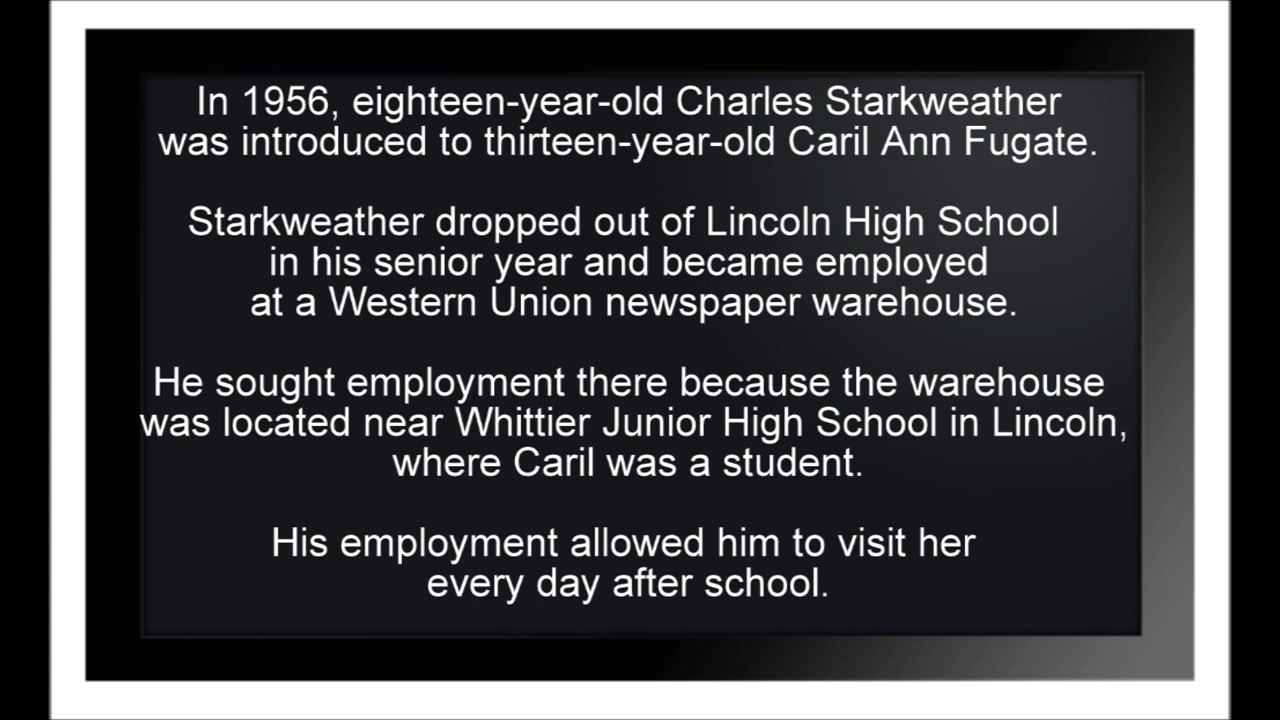 In 1956, eighteen-year-old Charles Starkweather
was introduced to thirteen-year-old Caril Ann Fugate.
Starkweather dropped out of Lincoln High School
in his senior year and became employed
at a Western Union newspaper warehouse.
He sought employment there because the warehouse
was located near Whittier Junior High School in Lincoln,
where Caril was a student.
His employment allowed him to visit her
every day after school.